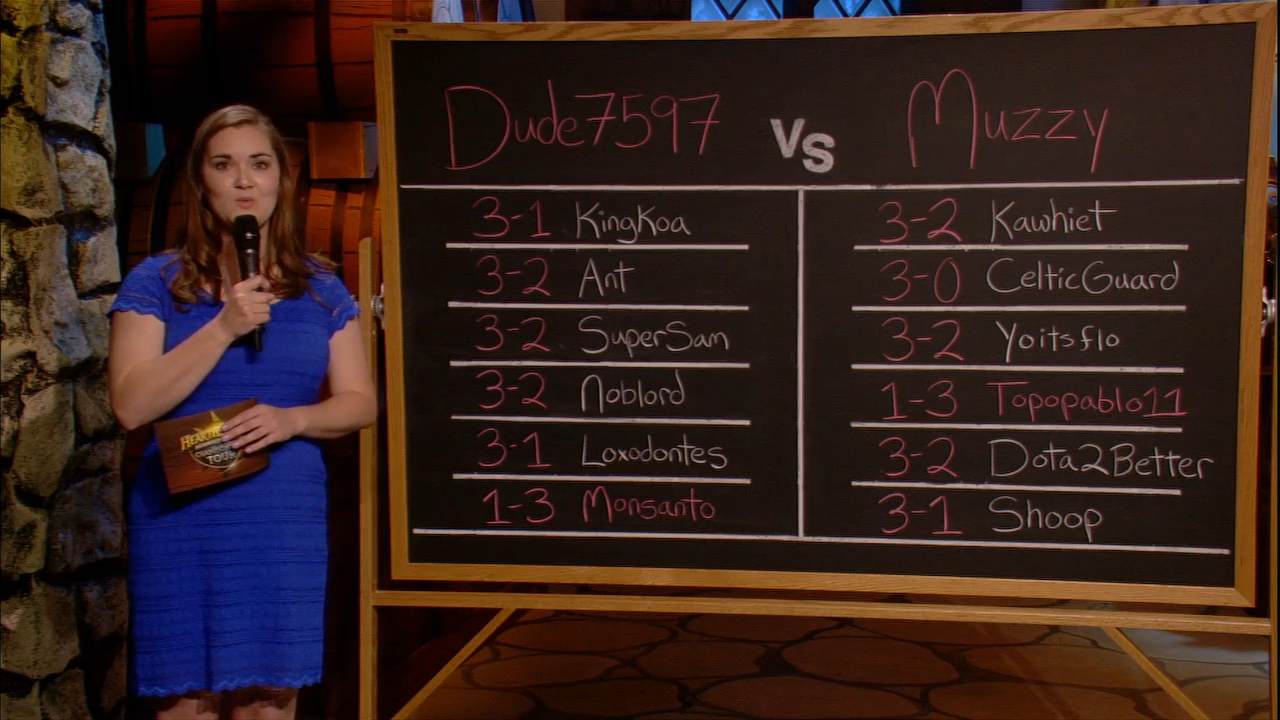 Dude7597 Vs Muzzy
3-1 KingKoa
3-2 Ant
3-2 SuperSam
3-2 Noblord
3-1 Loxodontes
1-3 Monsanto
3-2 Kawhiet
3-0 CelticGuard
3-2 Yoitsflo
1-3 Topopablo11
3-2 Dota2Better
3-1 Shoop
TOUR